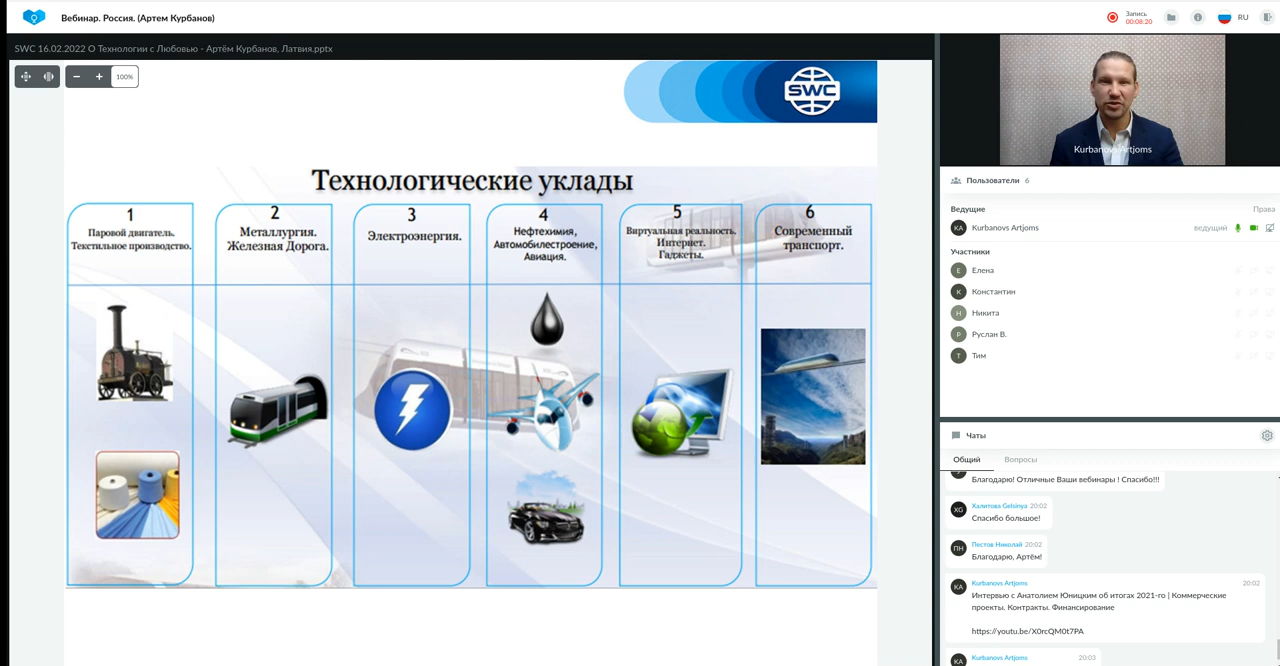 Вебинар. Россия. (Артем Курбанов)
Запись
00:08:20
RU
SWC 16.02.2022 О Технологии с Любовью - Артём Курбанов, Латвия.pptx
100%
SWC
Технологические уклады
1
Паровой двигатель.
Текстильное производство.
2
Металлургия.
Железная Дорога.
3
Электроэнергия.
4
Нефтехимия,
Автомобилестроение,
Авиация.
5
Виртуальная реальность.
Интернет.
Гаджеты.
6
Современный
транспорт.
Kurbanovs Artjoms
Пользователи 6
Ведущие Права
KA Kurbanovs Artjoms ведущий
Участники
Е Елена
К Константин
Н Никита
Р Руслан В.
Т Тим
Чаты
Общий Вопросы
Благодарю! Отличные Ваши вебинары ! Спасибо!!!
XG Халитова Gelsinya 20:02
Спасибо большое!
ПН Пестов Николай 20:02
Благодарю, Артём!
KA Kurbanovs Artjoms 20:02
Интервью с Анатолием Юницким об итогах 2021-го | Коммерческие
проекты. Контракты. Финансирование
https://youtu.be/X0rcQM0t7PA
KA Kurbanovs Artjoms 20:03